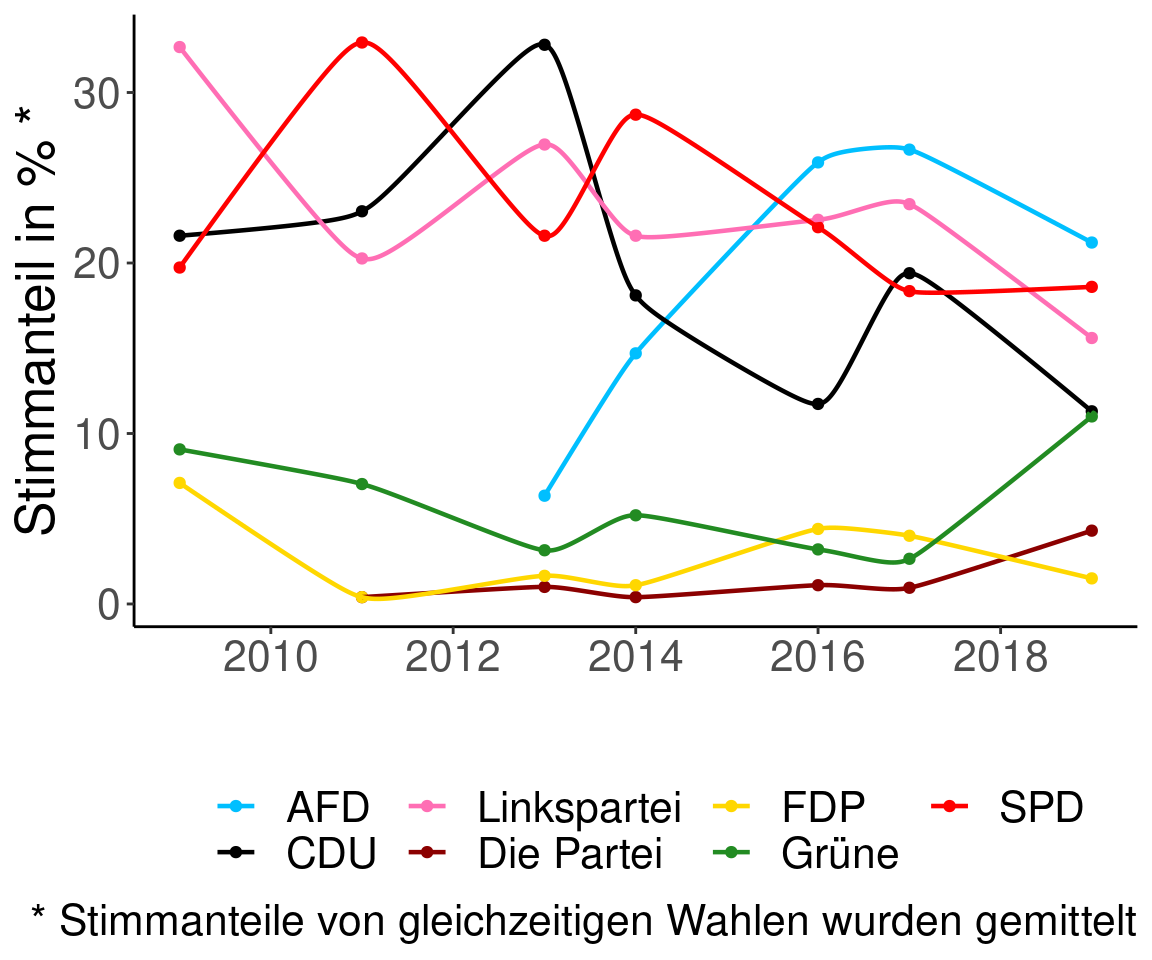 Stimmanteil in % *
30
20
10
0
2010 2012 2014 2016 2018
AFD Linkspartei FDP SPD
CDU Die Partei Grüne
* Stimmanteile von gleichzeitigen Wahlen wurden gemittelt